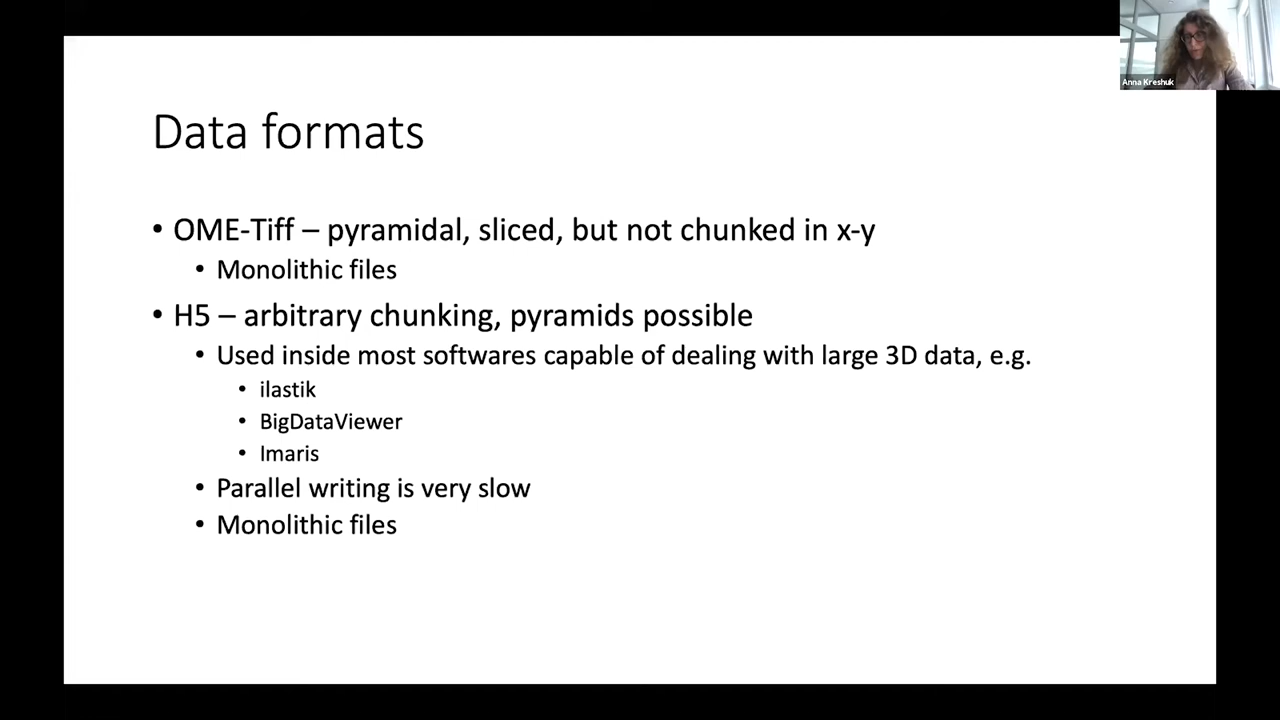 Anna Kreshuk
Data formats
• OME-Tiff – pyramidal, sliced, but not chunked in x-y
• Monolithic files
• H5 – arbitrary chunking, pyramids possible
• Used inside most softwares capable of dealing with large 3D data, e.g.
• ilastik
• BigDataViewer
• Imaris
• Parallel writing is very slow
• Monolithic files